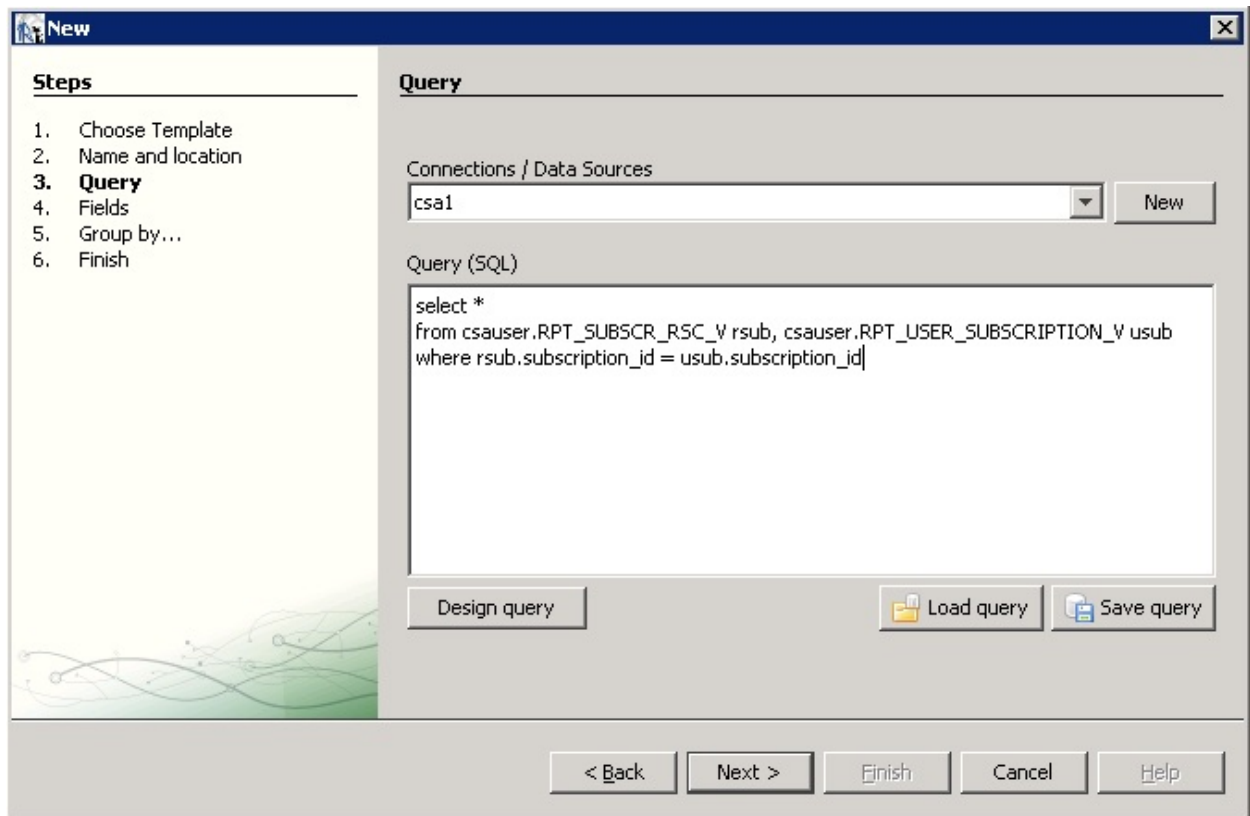 New
Steps
1. Choose Template
2. Name and location
3. Query
4. Fields
5. Group by...
6. Finish
Query
Connections / Data Sources
csa1
New
Query (SQL)
select *
from csauser.RPT_SUBSCR_RSC_V rsub, csauser.RPT_USER_SUBSCRIPTION_V usub
where rsub.subscription_id = usub.subscription_id
Design query
Load query
Save query
< Back
Next >
Finish
Cancel
Help